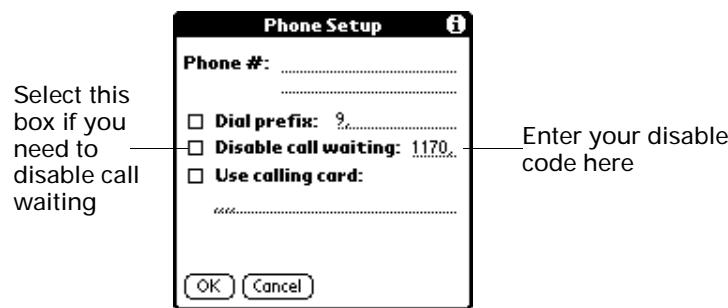 Phone Setup
Phone #:
Select this
box if you
need to
disable call
waiting
Dial prefix: 9,
Disable call waiting: 1170,
Use calling card:
,,,,
Enter your disable
code here
OK Cancel